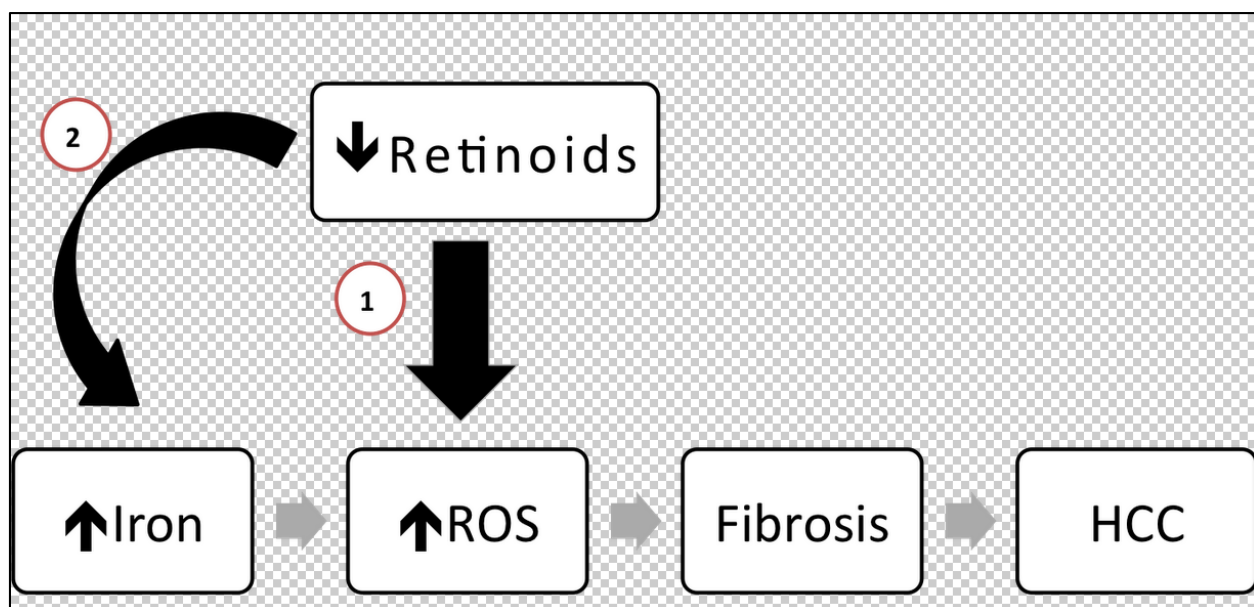 2
↓Retinoids
1
↑Iron
↑ROS
Fibrosis
HCC